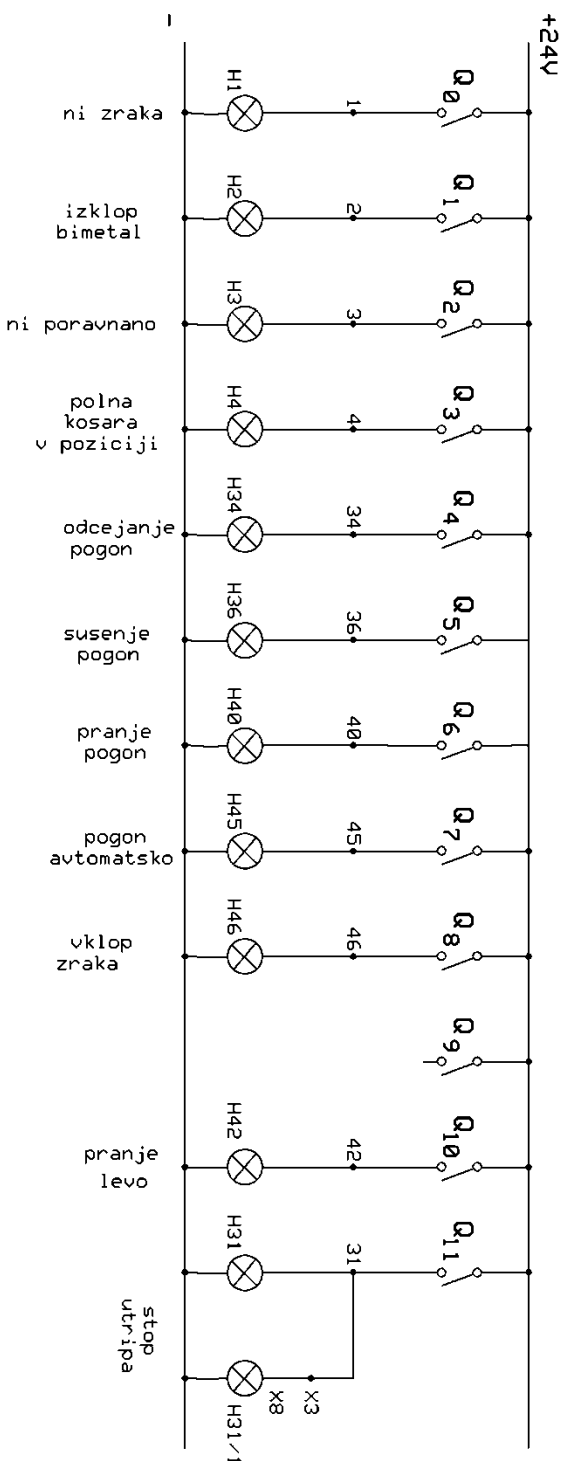 -
+24V
ni zraka
H1
1
Q0
izklop
bimetal
H2
2
Q1
ni poravnano
H3
3
Q2
polna
kosara
v poziciji
H4
4
Q3
odcejanje
pogon
H34
34
Q4
susenje
pogon
H36
36
Q5
pranje
pogon
H40
40
Q6
pogon
avtomatsko
H45
45
Q7
vklop
zraka
H46
46
Q8
Q9
pranje
levo
H42
42
Q10
H31
31
Q11
stop
utripa
H31/1
X8
X3